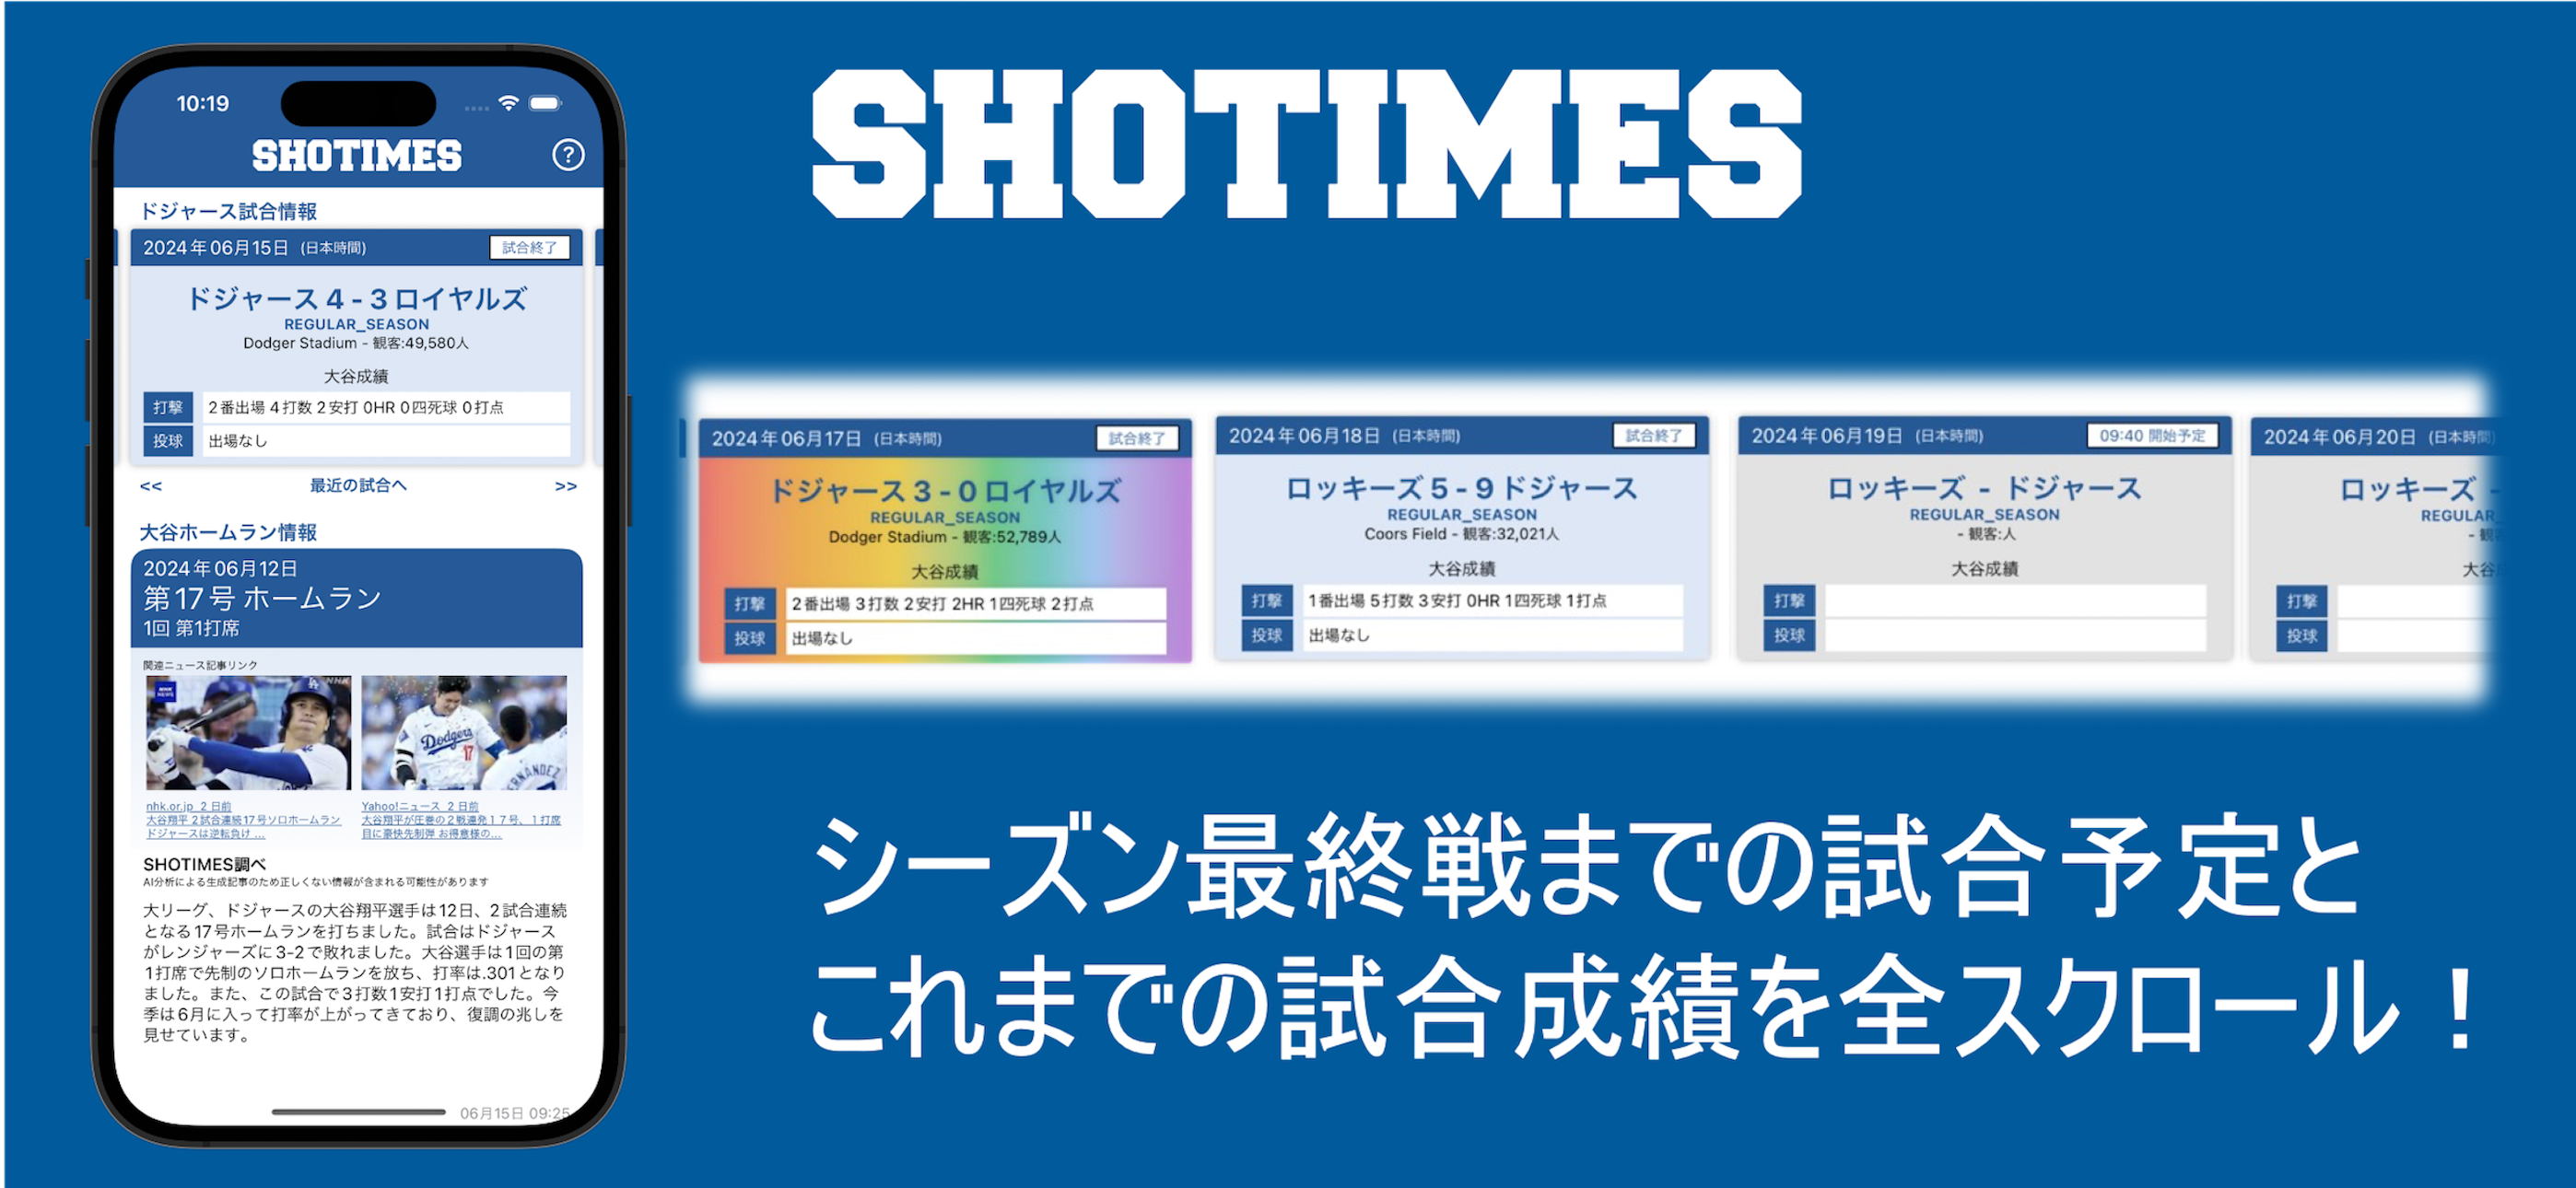 10:19
SHOTIMES
?
ドジャース試合情報
2024年06月15日 (日本時間) 試合終了
ドジャース 4 - 3 ロイヤルズ
REGULAR_SEASON
Dodger Stadium - 観客:49,580人
大谷成績
打撃 2番出場 4打数 2安打 0HR 0四死球 0打点
投球 出場なし
<< 最近の試合へ >>
大谷ホームラン情報
2024年06月12日
第17号 ホームラン
1回 第1打席
関連ニュース記事リンク
NHK
NEWS
NHK
LA
Dodgers
17
nhk.or.jp 2 日前
大谷翔平 2試合連続17号ソロホームラン
ドジャースは逆転負け ...
Yahoo!ニュース 2 日前
大谷翔平が圧巻の2戦連発17号、1打席
目に豪快先制弾 お得意様の...
SHOTIMES調べ
AI分析による生成記事のため正しくない情報が含まれる可能性があります
大リーグ、ドジャースの大谷翔平選手は12日、2試合連続
となる17号ホームランを打ちました。試合はドジャース
がレンジャーズに3-2で敗れました。大谷選手は1回の第
1打席で先制のソロホームランを放ち、打率は.301となり
ました。また、この試合で3打数1安打1打点でした。今
季は6月に入って打率が上がってきており、復調の兆しを
見せています。
06月15日 09:25
SHOTIMES
2024年06月17日 (日本時間) 試合終了
ドジャース 3 - 0 ロイヤルズ
REGULAR_SEASON
Dodger Stadium - 観客:52,789人
大谷成績
打撃 2番出場 3打数 2安打 2HR 1四死球 2打点
投球 出場なし
2024年06月18日 (日本時間) 試合終了
ロッキーズ 5 - 9 ドジャース
REGULAR_SEASON
Coors Field - 観客:32,021人
大谷成績
打撃 1番出場 5打数 3安打 0HR 1四死球 1打点
投球 出場なし
2024年06月19日 (日本時間) 09:40 開始予定
ロッキーズ - ドジャース
REGULAR_SEASON
- 観客:人
大谷成績
打撃
投球
2024年06月20日 (日本時間)
ロッキーズ -
REGULAR_
- 観
大谷
打撃
投球
シーズン最終戦までの試合予定と
これまでの試合成績を全スクロール！